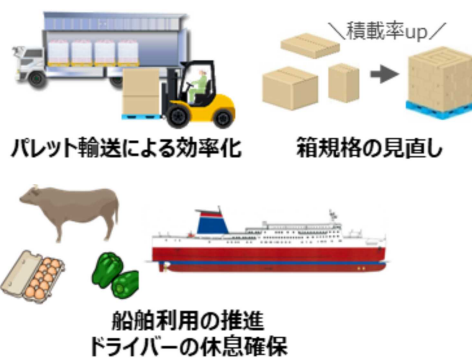 ＼積載率up／
パレット輸送による効率化
箱規格の見直し
船舶利用の推進
ドライバーの休息確保